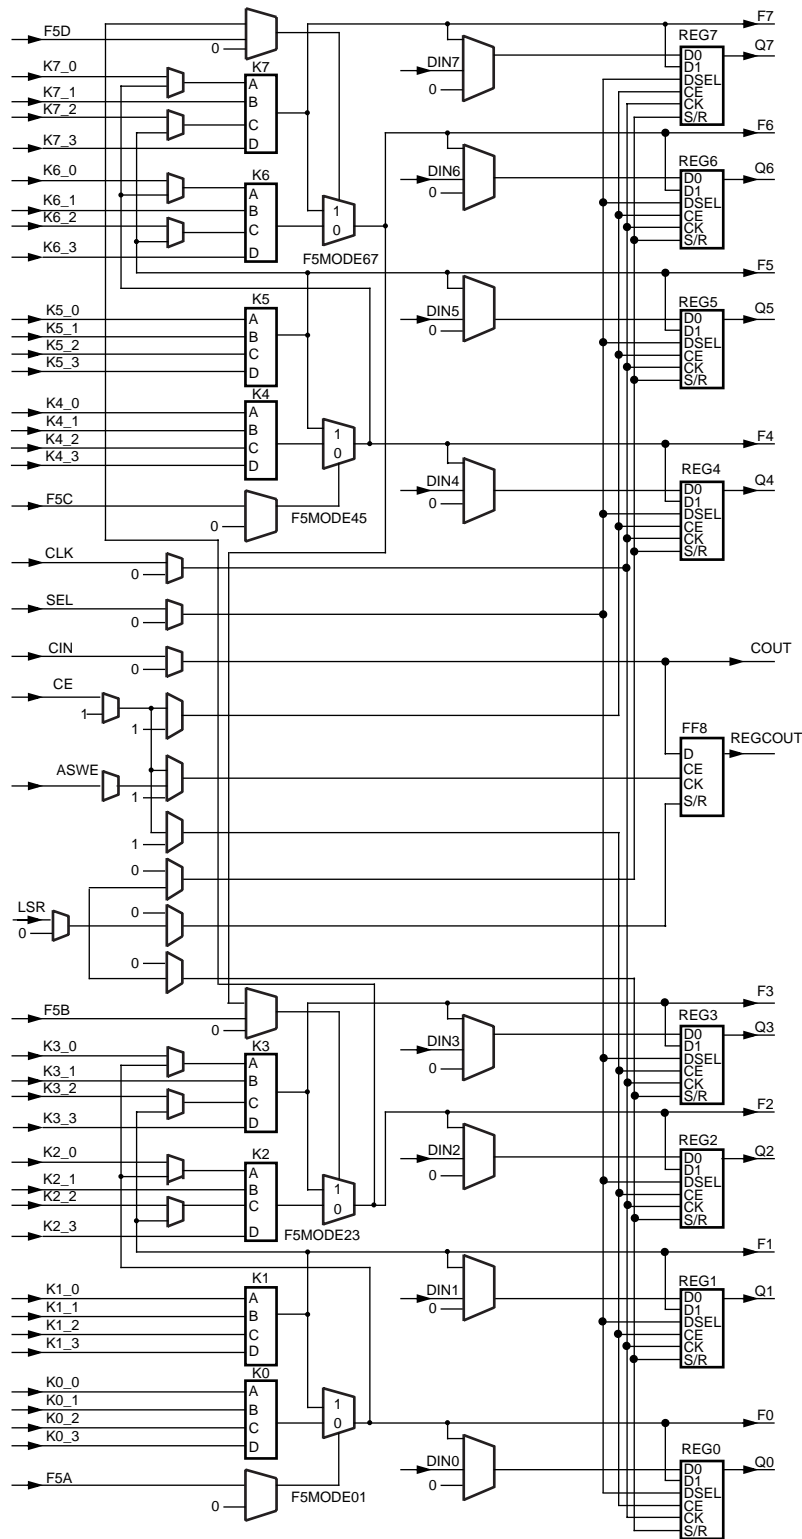 F7
F5D
REG7
Q7
0
K7_0
K7
DIN7
D0
D1
K7_1
A
DSEL
K7_2
B
0
CE
C
CK
K7_3
D
S/R
F6
K6_0
K6
REG6
Q6
A
DIN6
D0
K6_1
B
1
0
D1
K6_2
C
0
DSEL
CE
CK
K6_3
D
S/R
F5MODE67
F5
K5
REG5
Q5
K5_0
A
DIN5
D0
K5_1
B
0
D1
K5_2
C
DSEL
K5_3
D
CE
CK
K4
S/R
K4_0
A
K4_1
B
1
F4
K4_2
C
0
K4_3
D
REG4
Q4
DIN4
D0
F5C
0
D1
0
F5MODE45
DSEL
CE
CK
CLK
S/R
0
SEL
0
CIN
COUT
0
CE
1
1
FF8
REGCOUT
D
ASWE
CE
CK
1
S/R
1
0
LSR
0
0
0
F3
F5B
REG3
Q3
0
K3_0
K3
DIN3
D0
D1
K3_1
A
DSEL
K3_2
B
0
CE
C
CK
K3_3
D
S/R
F2
K2_0
K2
REG2
Q2
A
DIN2
D0
K2_1
B
1
0
D1
K2_2
C
0
DSEL
CE
CK
K2_3
D
S/R
F5MODE23
F1
K1
REG1
Q1
K1_0
A
DIN1
D0
K1_1
B
0
D1
K1_2
C
DSEL
K1_3
D
CE
CK
K0
S/R
K0_0
A
K0_1
B
1
F0
K0_2
C
0
K0_3
D
REG0
Q0
DIN0
D0
F5A
0
D1
0
F5MODE01
DSEL
CE
CK
S/R